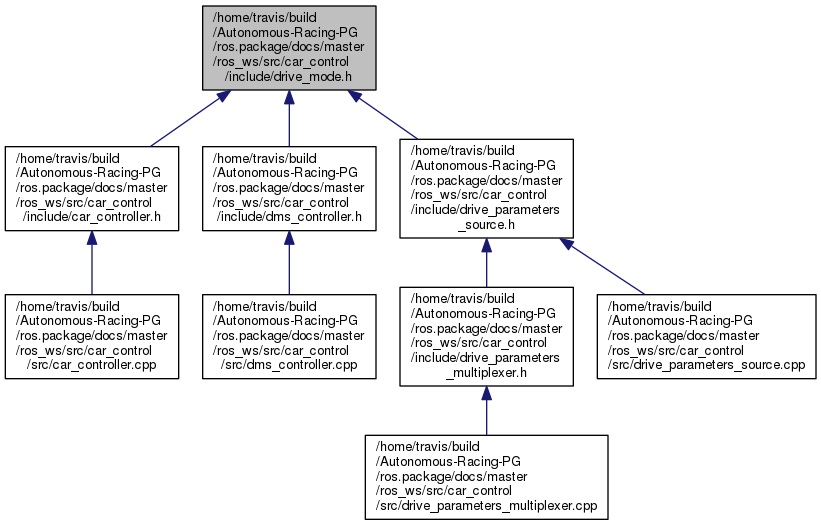 /home/travis/build
/Autonomous-Racing-PG
/ros.package/docs/master
/ros_ws/src/car_control
/include/drive_mode.h
/home/travis/build
/Autonomous-Racing-PG
/ros.package/docs/master
/ros_ws/src/car_control
/include/car_controller.h
/home/travis/build
/Autonomous-Racing-PG
/ros.package/docs/master
/ros_ws/src/car_control
/include/dms_controller.h
/home/travis/build
/Autonomous-Racing-PG
/ros.package/docs/master
/ros_ws/src/car_control
/include/drive_parameters
_source.h
/home/travis/build
/Autonomous-Racing-PG
/ros.package/docs/master
/ros_ws/src/car_control
/src/car_controller.cpp
/home/travis/build
/Autonomous-Racing-PG
/ros.package/docs/master
/ros_ws/src/car_control
/src/dms_controller.cpp
/home/travis/build
/Autonomous-Racing-PG
/ros.package/docs/master
/ros_ws/src/car_control
/include/drive_parameters
_multiplexer.h
/home/travis/build
/Autonomous-Racing-PG
/ros.package/docs/master
/ros_ws/src/car_control
/src/drive_parameters_source.cpp
/home/travis/build
/Autonomous-Racing-PG
/ros.package/docs/master
/ros_ws/src/car_control
/src/drive_parameters_multiplexer.cpp